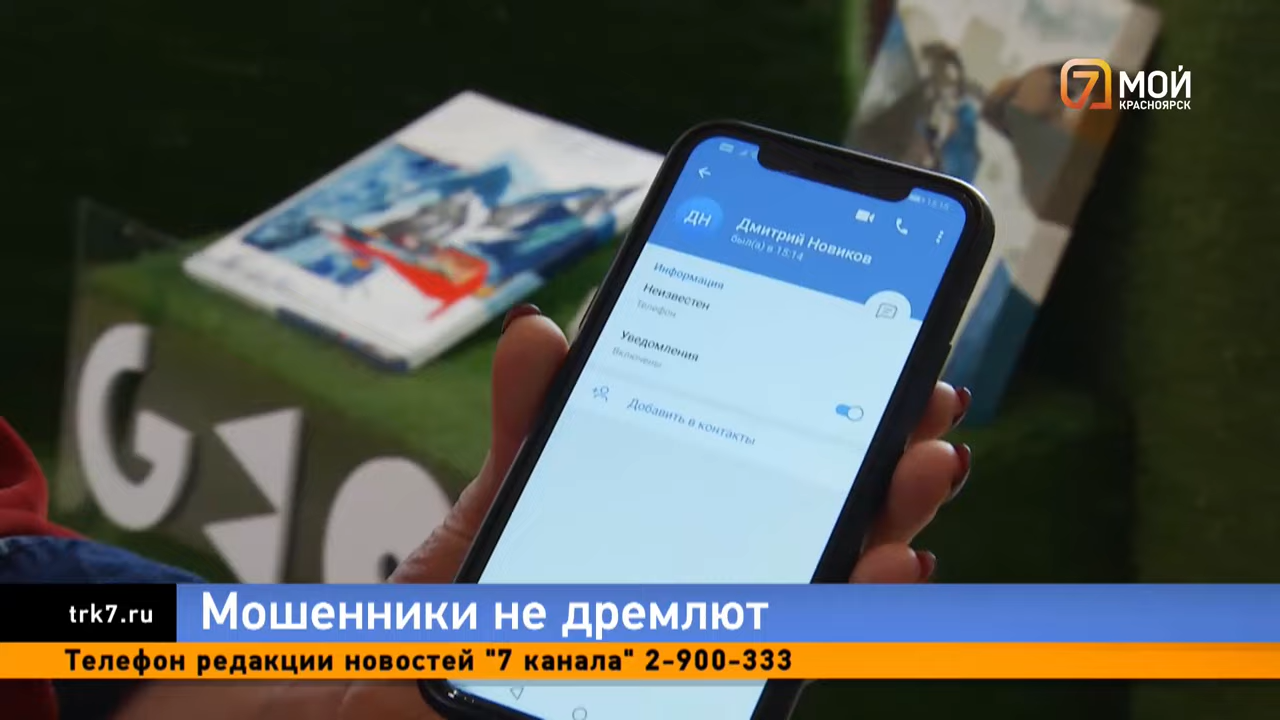 7 МОЙ
КРАСНОЯРСК
ДН
Дмитрий Новиков
был(а) в 15:14
Информация
Неизвестен
Телефон
Уведомления
Включены
Добавить в контакты
trk7.ru
Мошенники не дремлют
Телефон редакции новостей "7 канала" 2-900-333